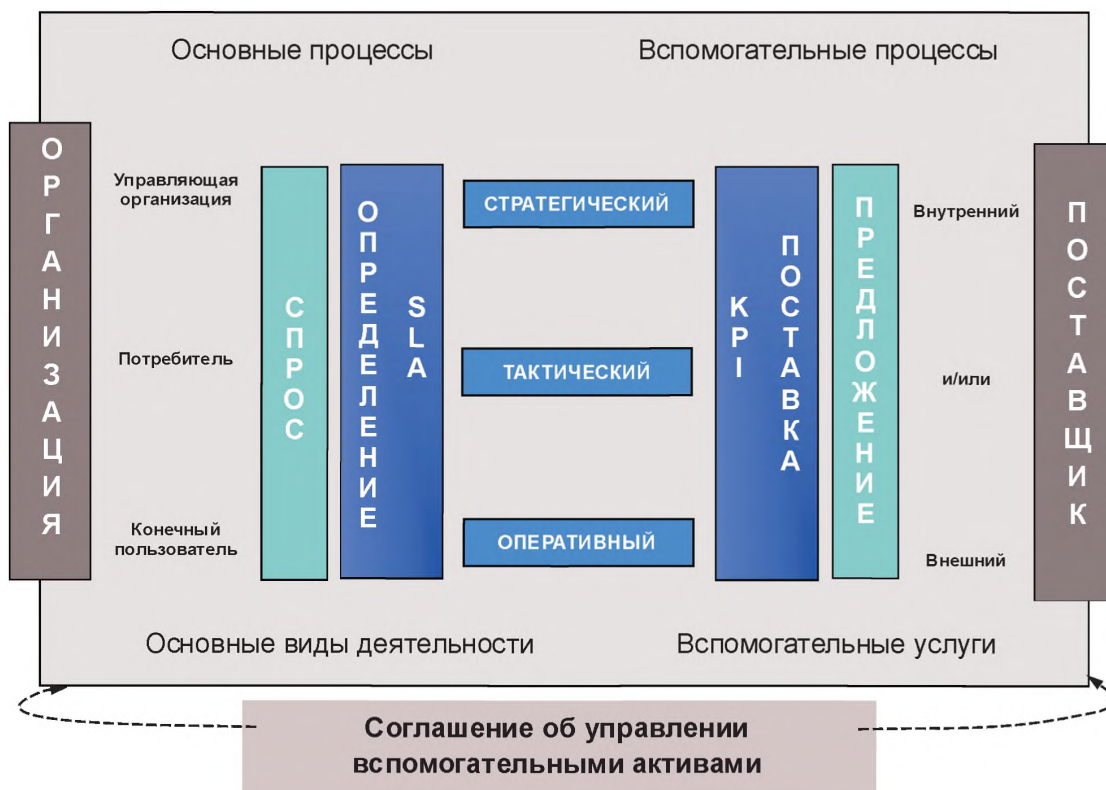 Основные процессы
Вспомогательные процессы
ОРГАНИЗАЦИЯ
Управляющая
организация
Потребитель
Конечный
пользователь
СПРОС
ОПРЕДЕЛЕНИЕ
SLA
СТРАТЕГИЧЕСКИЙ
ТАКТИЧЕСКИЙ
ОПЕРАТИВНЫЙ
KPI
ПОСТАВКА
ПРЕДЛОЖЕНИЕ
Внутренний
и/или
Внешний
ПОСТАВЩИК
Основные виды деятельности
Вспомогательные услуги
Соглашение об управлении
вспомогательными активами